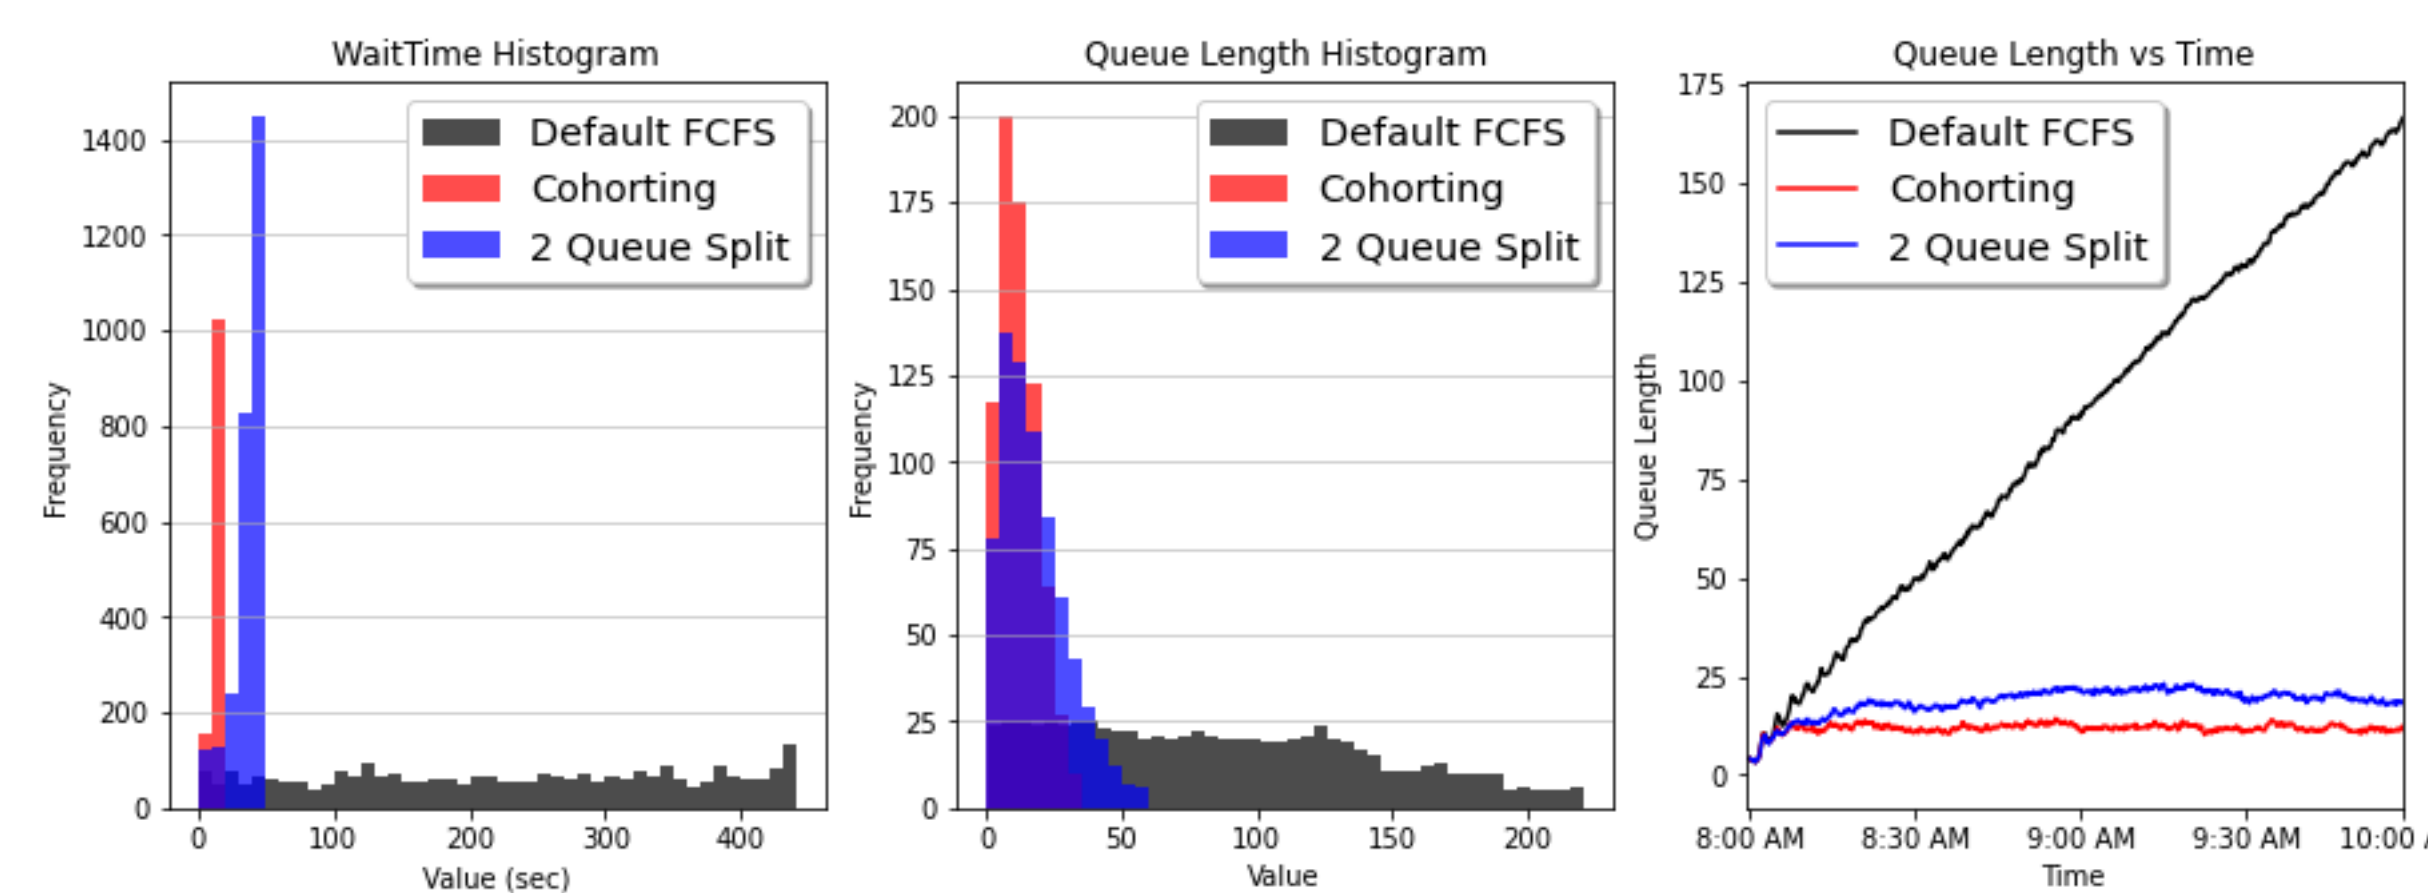 WaitTime Histogram
Default FCFS
Cohorting
2 Queue Split
1400
1200
1000
800
600
400
200
0
Frequency
0 100 200 300 400
Value (sec)
Queue Length Histogram
Default FCFS
Cohorting
2 Queue Split
200
175
150
125
100
75
50
25
0
Frequency
0 50 100 150 200
Value
Queue Length vs Time
Default FCFS
Cohorting
2 Queue Split
175
150
125
100
75
50
25
0
Queue Length
8:00 AM 8:30 AM 9:00 AM 9:30 AM 10:00
Time